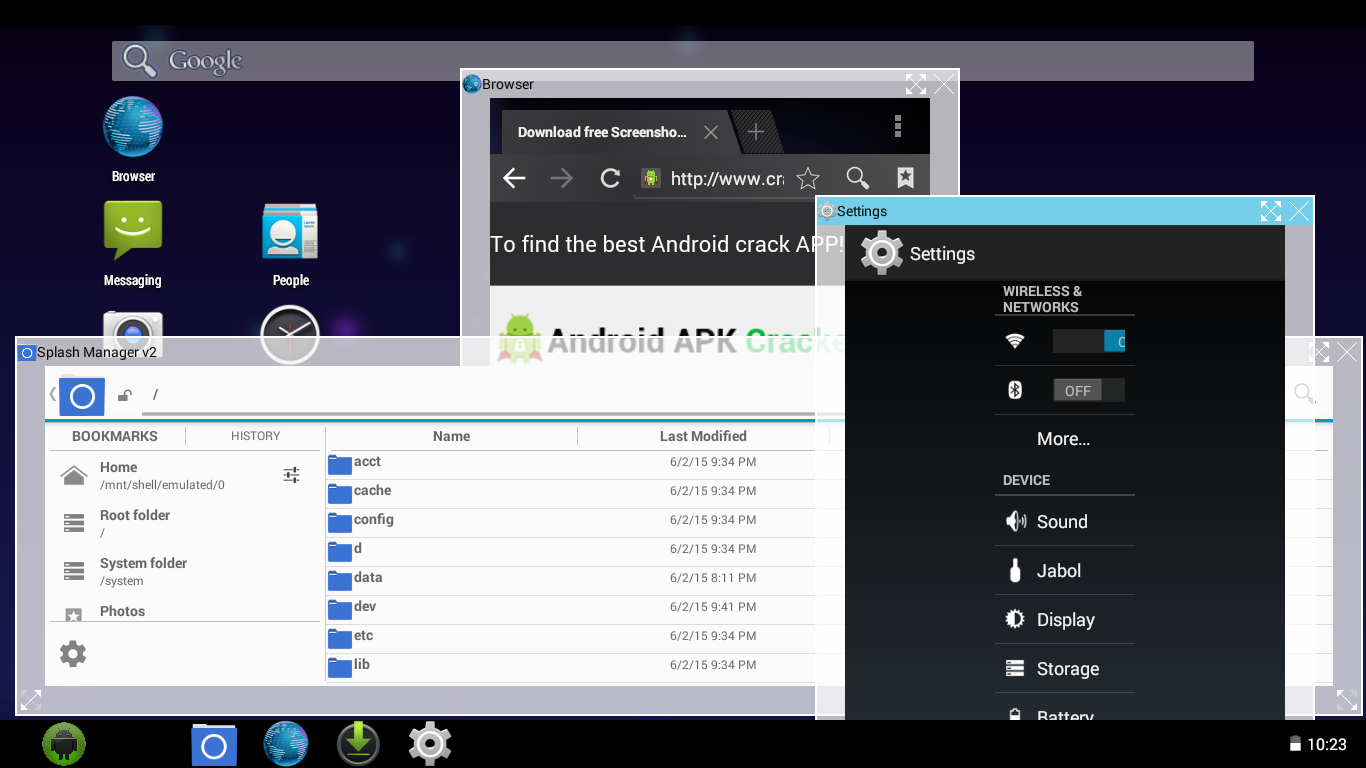 Google
Browser
Messaging
People
Browser
Download free Screensho...
http://www.cr
To find the best Android crack APP!
Android APK Cracke
Settings
Settings
WIRELESS &
NETWORKS
OFF
More...
DEVICE
Sound
Jabol
Display
Storage
Battery
Splash Manager v2
/
BOOKMARKS HISTORY
Name Last Modified
Home
/mnt/shell/emulated/0
Root folder
/
System folder
/system
Photos
acct 6/2/15 9:34 PM
cache 6/2/15 9:34 PM
config 6/2/15 9:34 PM
d 6/2/15 9:34 PM
data 6/2/15 8:11 PM
dev 6/2/15 9:41 PM
etc 6/2/15 9:34 PM
lib 6/2/15 9:34 PM
10:23